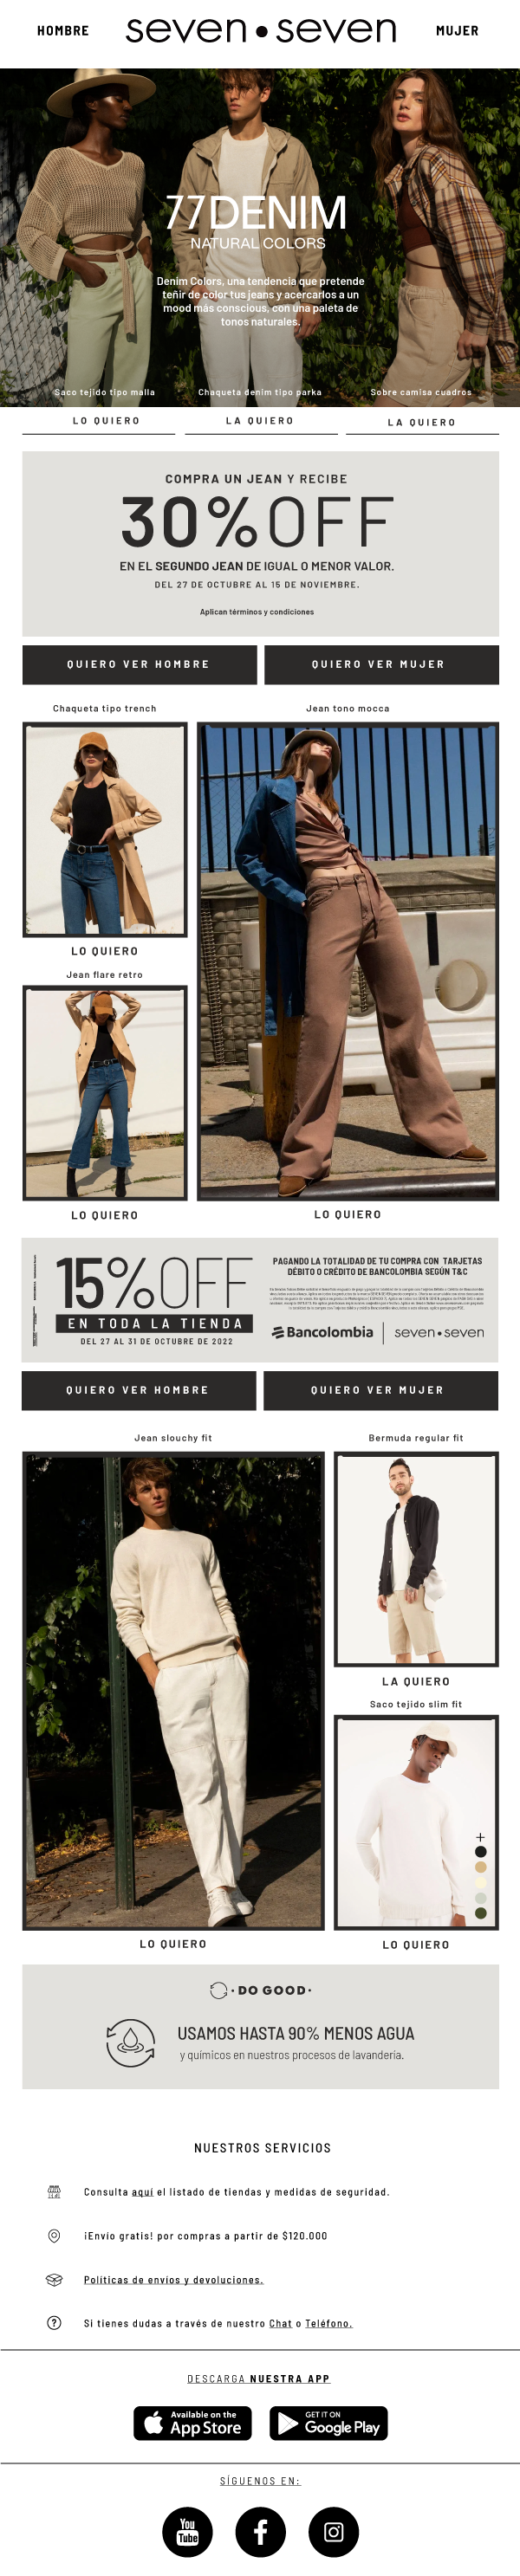 HOMBRE
seven•seven
MUJER
77DENIM
NATURAL COLORS
Denim Colors, una tendencia que pretende
teñir de color tus jeans y acercarlos a un
mood más conscious, con una paleta de
tonos naturales.
Saco tejido tipo malla
Chaqueta denim tipo parka
Sobre camisa cuadros
LO QUIERO
LA QUIERO
LA QUIERO
COMPRA UN JEAN Y RECIBE
30%OFF
EN EL SEGUNDO JEAN DE IGUAL O MENOR VALOR.
DEL 27 DE OCTUBRE AL 15 DE NOVIEMBRE.
Aplican términos y condiciones
QUIERO VER HOMBRE
QUIERO VER MUJER
Chaqueta tipo trench
Jean tono mocca
LO QUIERO
Jean flare retro
LO QUIERO
LO QUIERO
15%OFF
EN TODA LA TIENDA
DEL 27 AL 31 DE OCTUBRE DE 2022
PAGANDO LA TOTALIDAD DE TU COMPRA CON TARJETAS
DÉBITO O CRÉDITO DE BANCOLOMBIA SEGÚN T&C
Bancolombia
seven•seven
QUIERO VER HOMBRE
QUIERO VER MUJER
Jean slouchy fit
Bermuda regular fit
LA QUIERO
Saco tejido slim fit
LO QUIERO
LO QUIERO
• DO GOOD •
USAMOS HASTA 90% MENOS AGUA
y químicos en nuestros procesos de lavandería.
NUESTROS SERVICIOS
Consulta aquí el listado de tiendas y medidas de seguridad.
¡Envío gratis! por compras a partir de $120.000
Políticas de envíos y devoluciones.
Si tienes dudas a través de nuestro Chat o Teléfono.
DESCARGA NUESTRA APP
Available on the
App Store
GET IT ON
Google Play
SÍGUENOS EN:
You
Tube